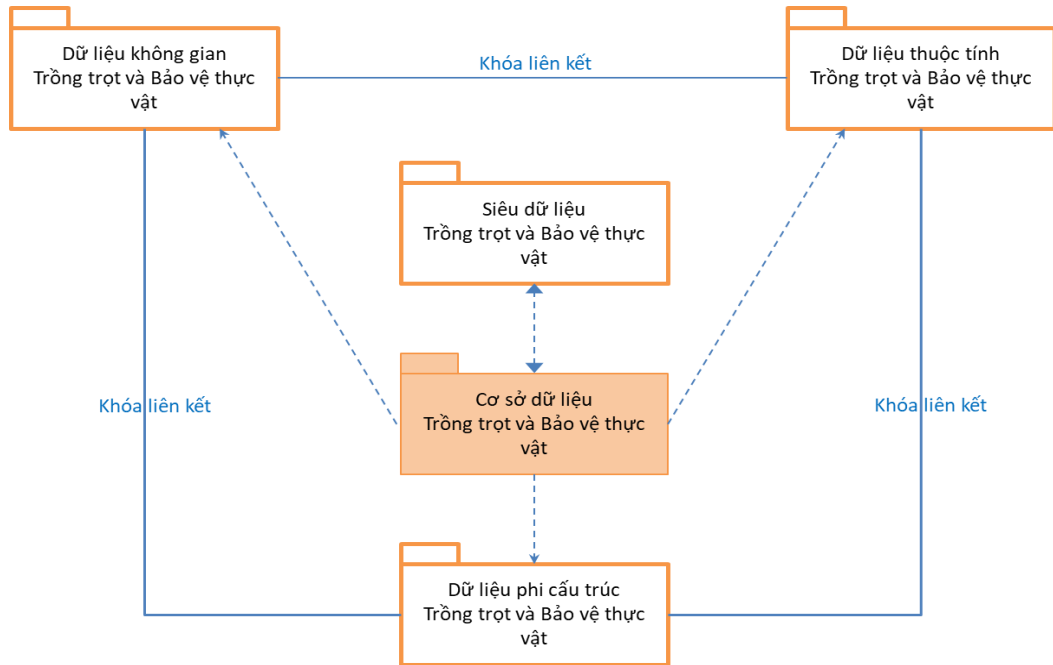 Dữ liệu không gian
Trồng trọt và Bảo vệ thực
vật
Khóa liên kết
Dữ liệu thuộc tính
Trồng trọt và Bảo vệ thực
vật
Siêu dữ liệu
Trồng trọt và Bảo vệ thực
vật
Khóa liên kết
Cơ sở dữ liệu
Trồng trọt và Bảo vệ thực
vật
Khóa liên kết
Dữ liệu phi cấu trúc
Trồng trọt và Bảo vệ thực
vật